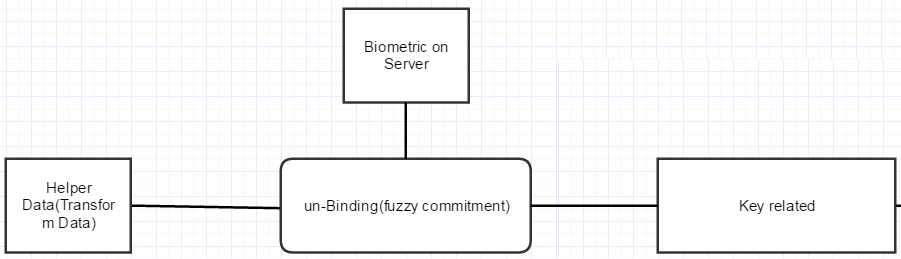 Biometric on
Server
Helper
Data(Transfor
m Data)
un-Binding(fuzzy commitment)
Key related